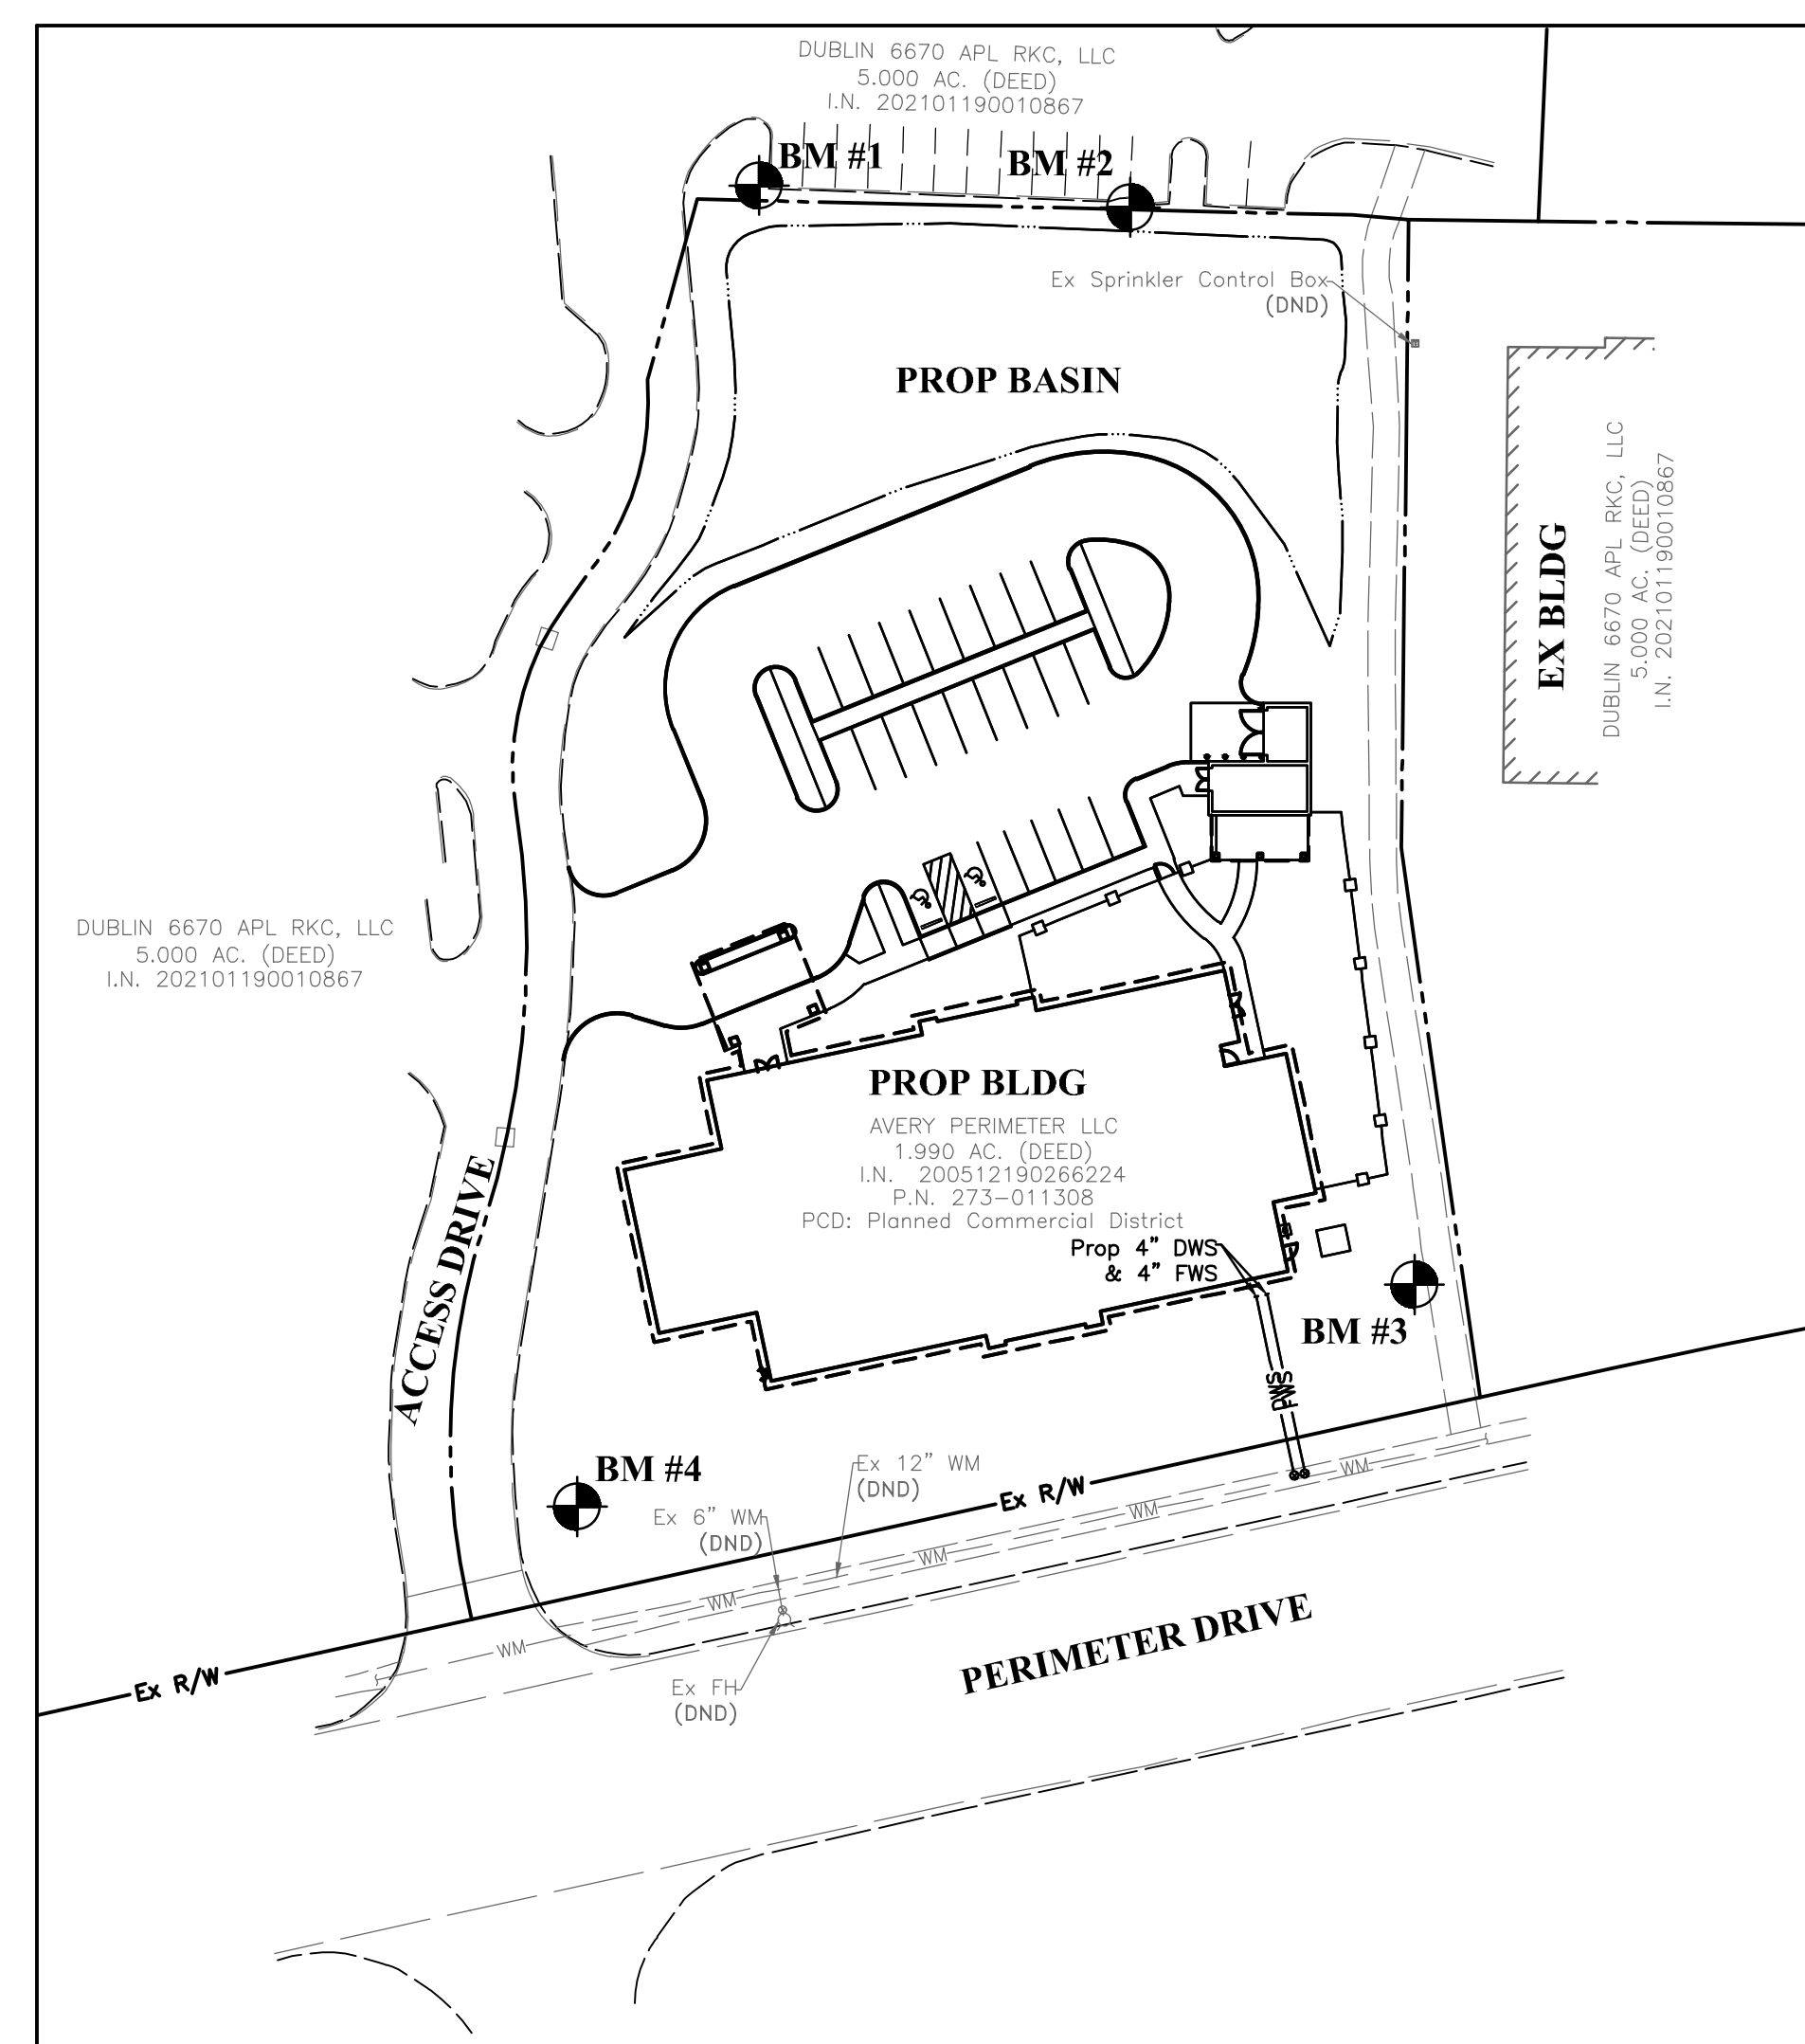 DUBLIN 6670 APL RKC, LLC
5.000 AC. (DEED)
I.N. 202101190010867
BM #1
BM #2
Ex Sprinkler Control Box
(DND)
PROP BASIN
EX BLDG
DUBLIN 6670 APL RKC, LLC
5.000 AC. (DEED)
I.N. 202101190010867
DUBLIN 6670 APL RKC, LLC
5.000 AC. (DEED)
I.N. 202101190010867
PROP BLDG
AVERY PERIMETER LLC
1.990 AC. (DEED)
I.N. 200512190266224
P.N. 273-011308
PCD: Planned Commercial District
Prop 4" DWS
& 4" FWS
ACCESS DRIVE
BM #3
DWS
FWS
BM #4
Ex 12" WM
(DND)
Ex 6" WM
(DND)
Ex R/W
WM
WM
WM
WM
WM
Ex FH
(DND)
Ex R/W
PERIMETER DRIVE